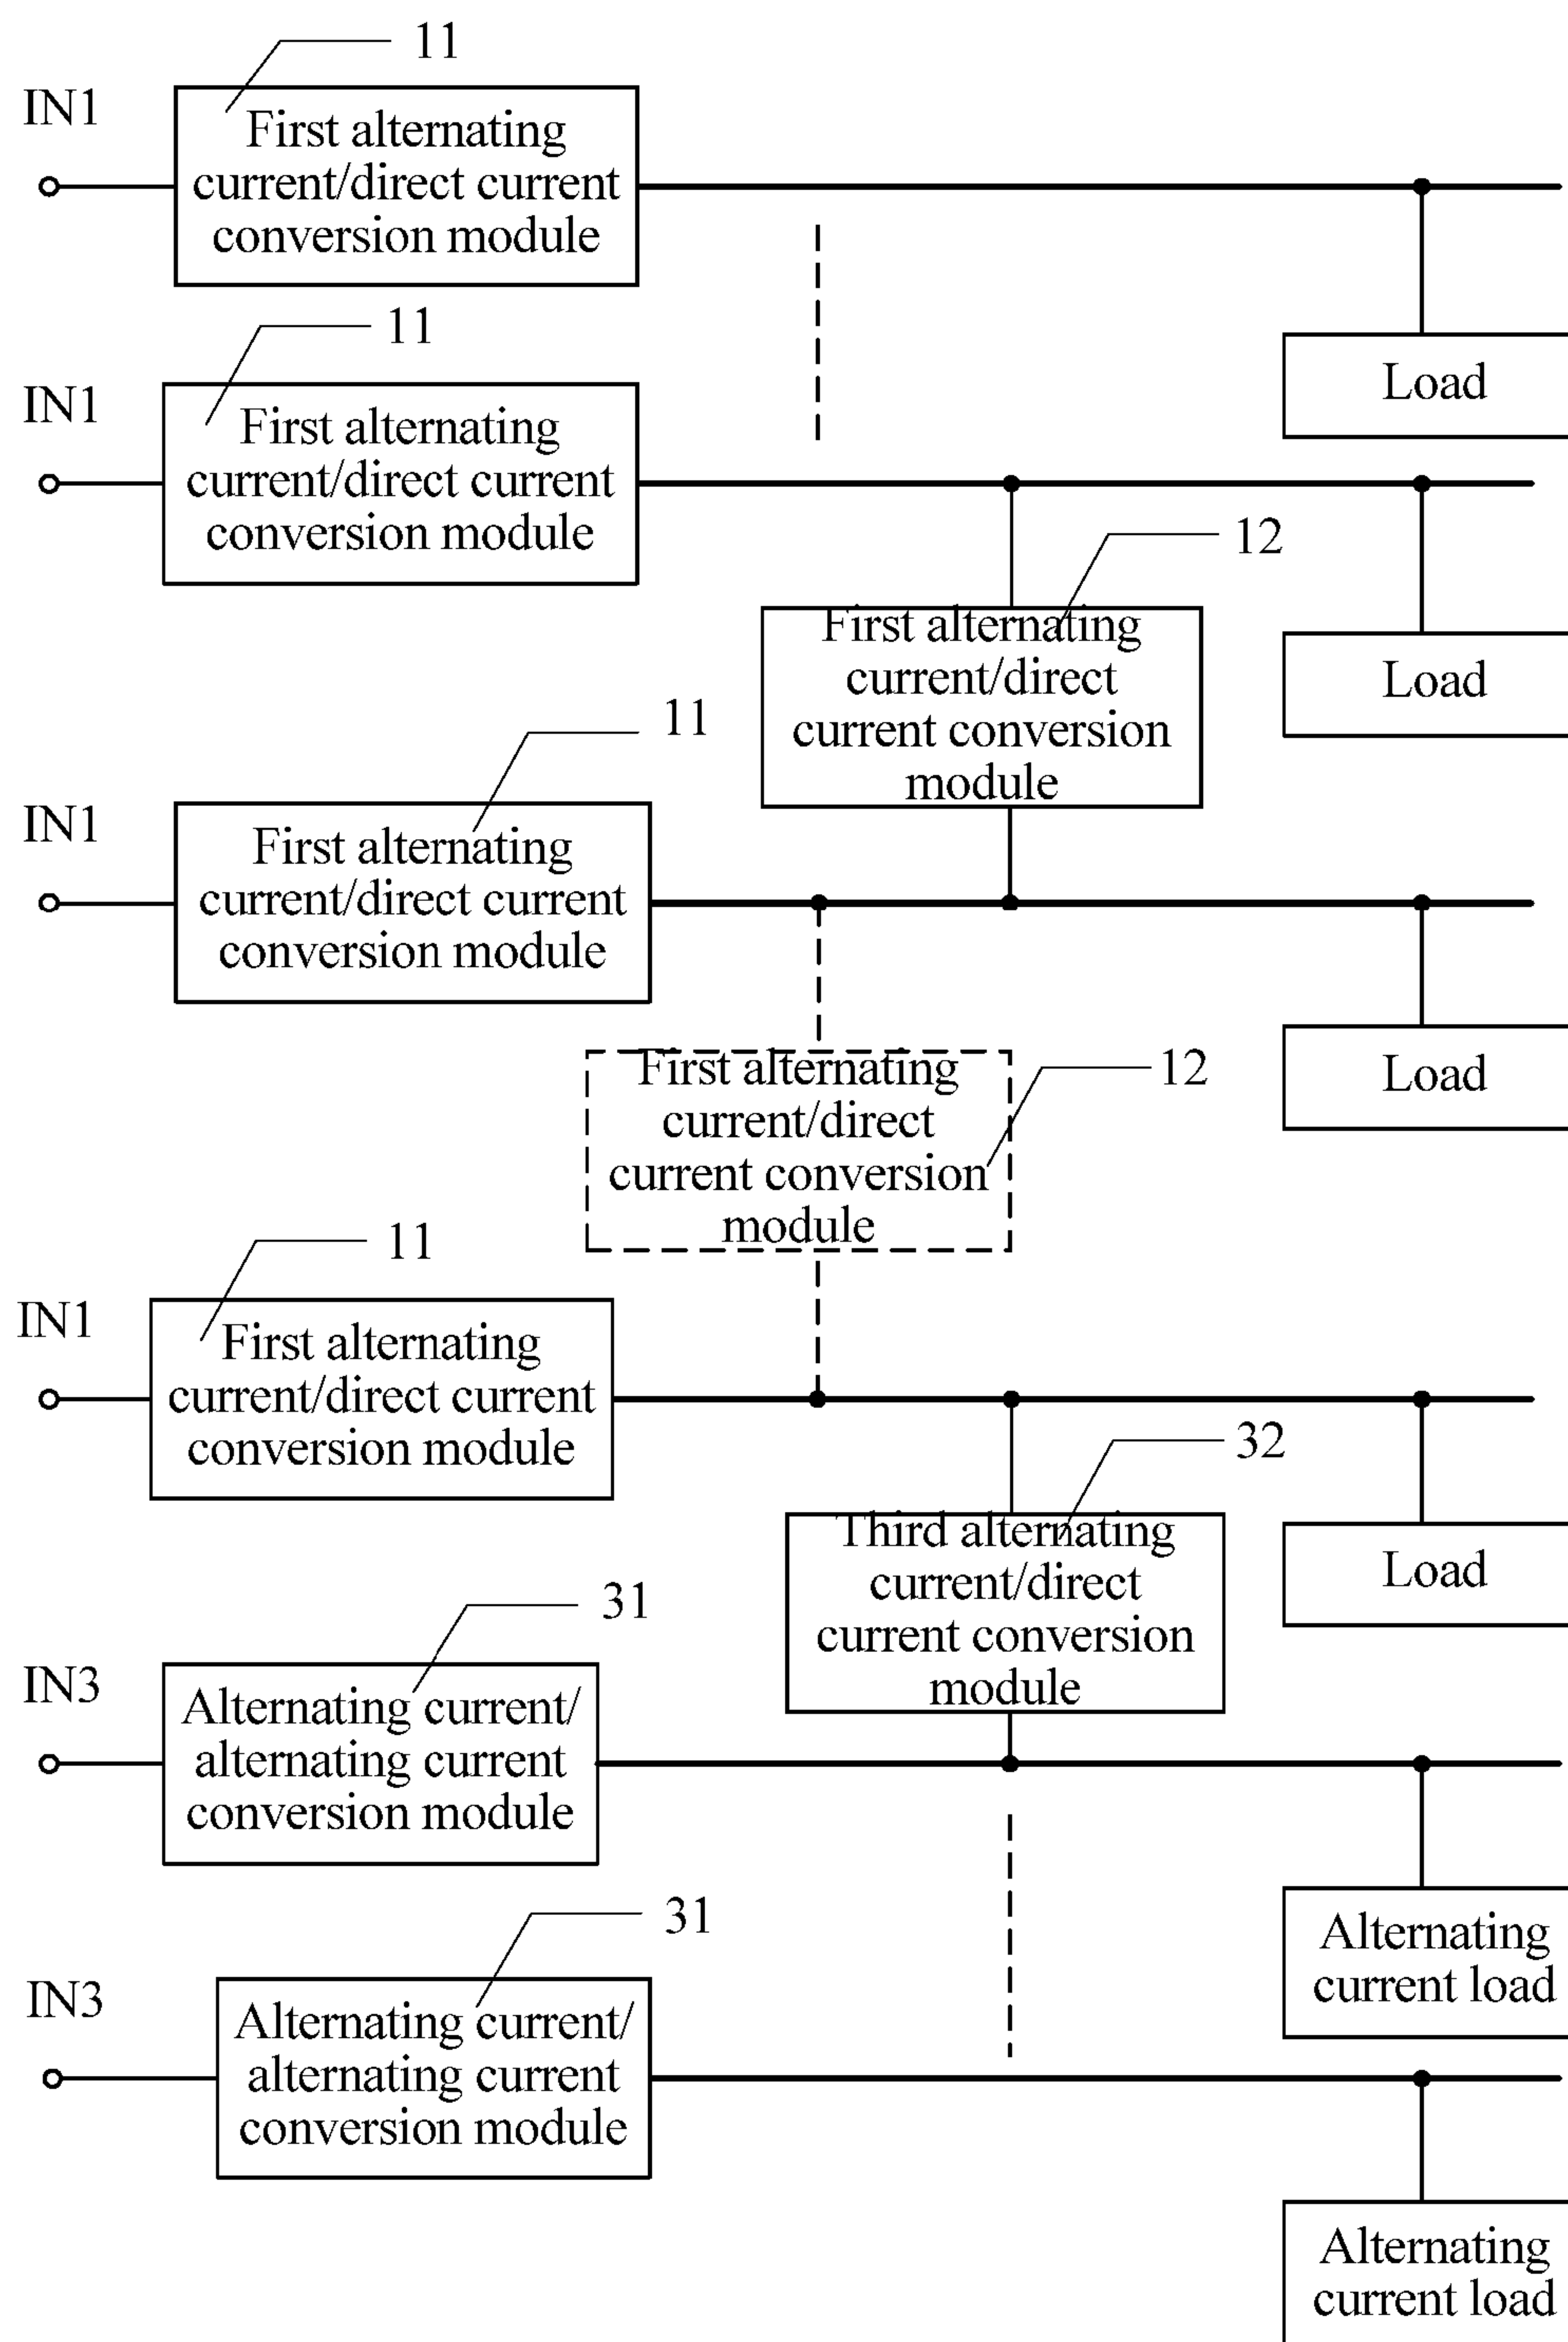 11
IN1
First alternating
current/direct current
conversion module
11
Load
IN1
First alternating
current/direct current
conversion module
12
First alternating
current/direct
current conversion
module
Load
11
IN1
First alternating
current/direct current
conversion module
Load
First alternating
current/direct
current conversion
module
12
11
IN1
First alternating
current/direct current
conversion module
32
Third alternating
current/direct
current conversion
module
Load
31
IN3
Alternating current/
alternating current
conversion module
Alternating
current load
31
IN3
Alternating current/
alternating current
conversion module
Alternating
current load